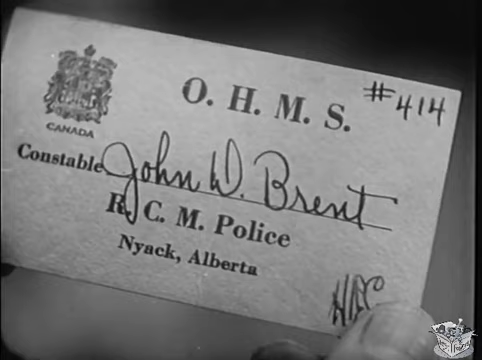 O. H. M. S.
#414
CANADA
Constable John W. Brent
R. C. M. Police
Nyack, Alberta